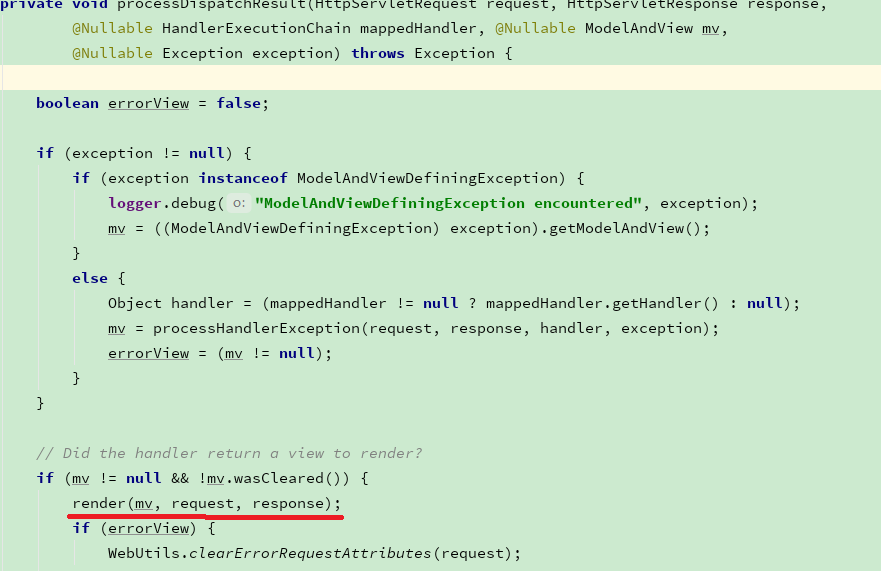 private void processDispatchResult(HttpServletRequest request, HttpServletResponse response,
@Nullable HandlerExecutionChain mappedHandler, @Nullable ModelAndView mv,
@Nullable Exception exception) throws Exception {
boolean errorView = false;
if (exception != null) {
if (exception instanceof ModelAndViewDefiningException) {
logger.debug( o: "ModelAndViewDefiningException encountered", exception);
mv = ((ModelAndViewDefiningException) exception).getModelAndView();
}
else {
Object handler = (mappedHandler != null ? mappedHandler.getHandler() : null);
mv = processHandlerException(request, response, handler, exception);
errorView = (mv != null);
}
}
// Did the handler return a view to render?
if (mv != null && !mv.wasCleared()) {
render(mv, request, response);
if (errorView) {
WebUtils.clearErrorRequestAttributes(request);